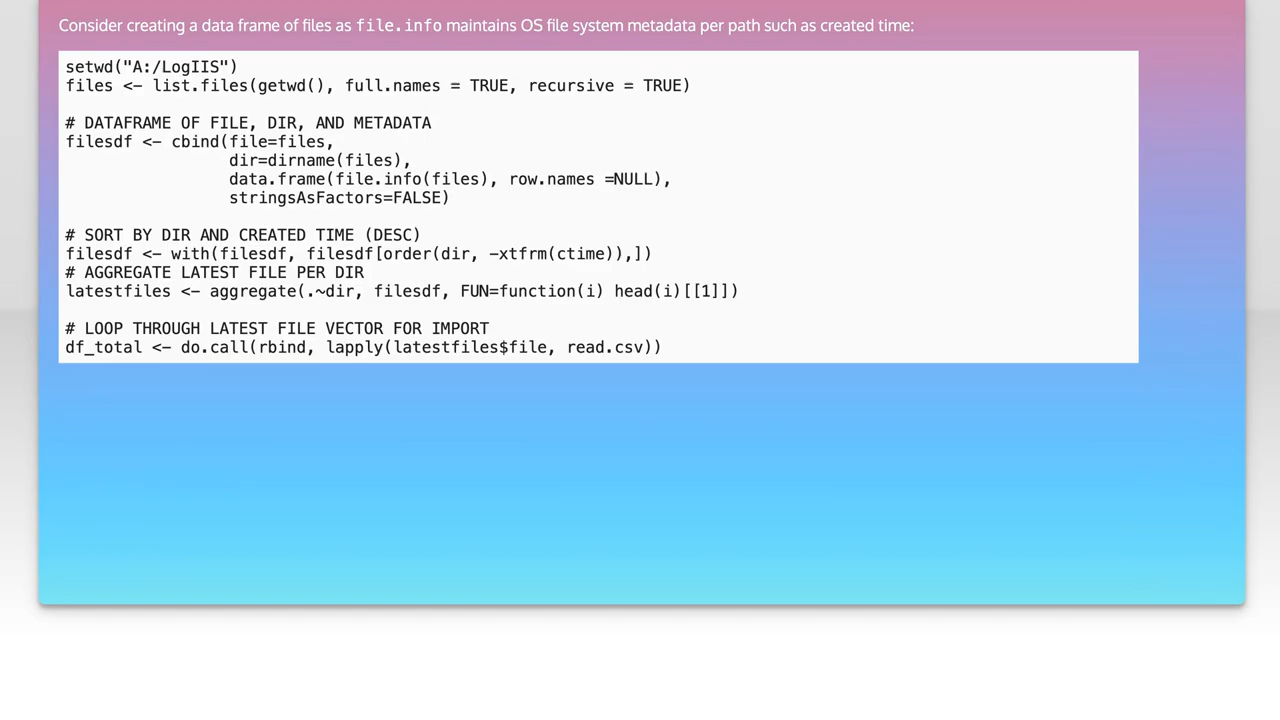 Consider creating a data frame of files as file.info maintains OS file system metadata per path such as created time:
setwd("A:/LogIIS")
files <- list.files(getwd(), full.names = TRUE, recursive = TRUE)
# DATAFRAME OF FILE, DIR, AND METADATA
filesdf <- cbind(file=files,
                 dir=dirname(files),
                 data.frame(file.info(files), row.names =NULL),
                 stringsAsFactors=FALSE)
# SORT BY DIR AND CREATED TIME (DESC)
filesdf <- with(filesdf, filesdf[order(dir, -xtfrm(ctime)),])
# AGGREGATE LATEST FILE PER DIR
latestfiles <- aggregate(.~dir, filesdf, FUN=function(i) head(i)[[1]])
# LOOP THROUGH LATEST FILE VECTOR FOR IMPORT
df_total <- do.call(rbind, lapply(latestfiles$file, read.csv))